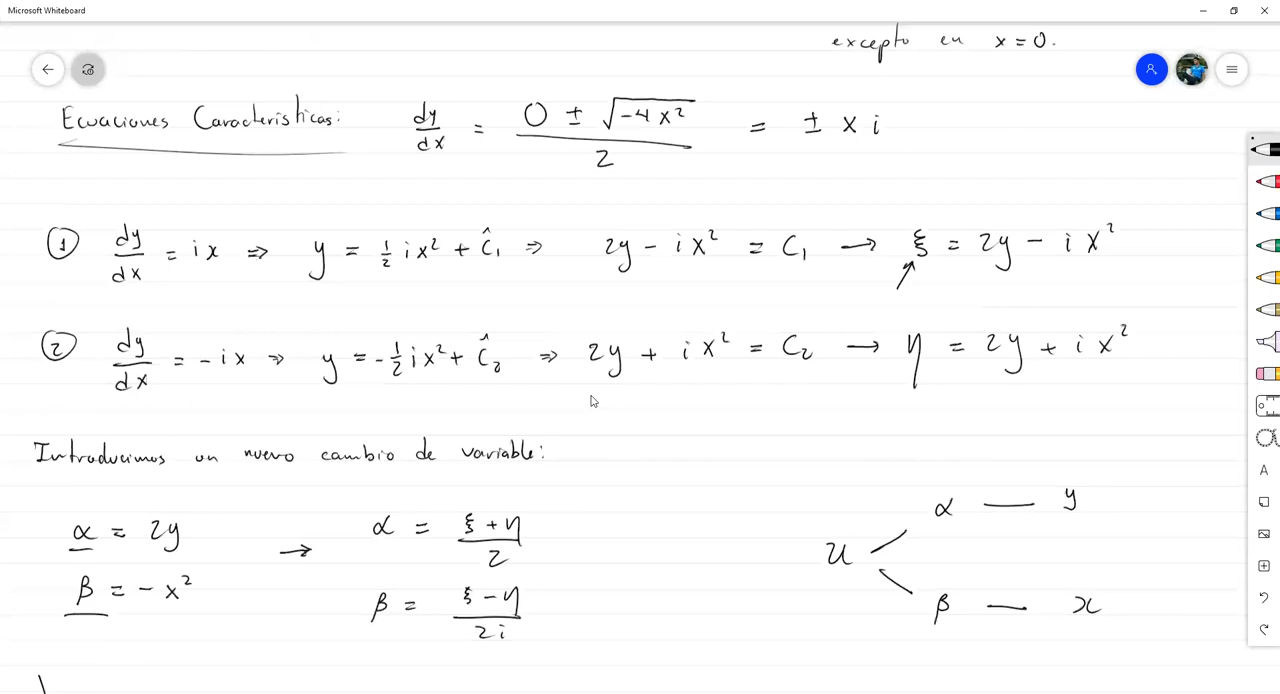 Microsoft Whiteboard
excepto en x = 0.
Ecuaciones Características: dy/dx = (0 ± √(-4x²))/2 = ± x i
① dy/dx = ix ⇒ y = ½ i x² + Ĉ₁ ⇒ 2y - i x² = C₁ → ξ = 2y - i x²
② dy/dx = - ix ⇒ y = - ½ i x² + Ĉ₂ ⇒ 2y + i x² = C₂ → η = 2y + i x²
Introducimos un nuevo cambio de variable:
α = 2y → α = (ξ + η)/2
β = - x² β = (ξ - η)/2i
α — y
u
β — x
A